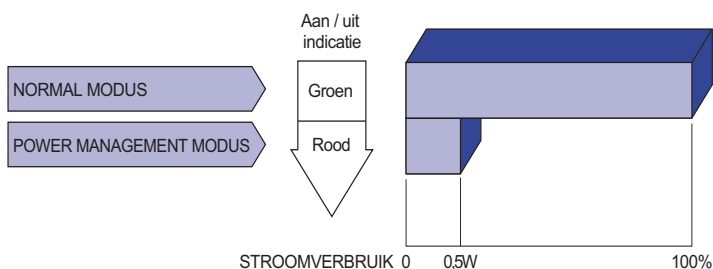 Aan / uit
indicatie
NORMAL MODUS
Groen
POWER MANAGEMENT MODUS
Rood
STROOMVERBRUIK 0 0,5W 100%